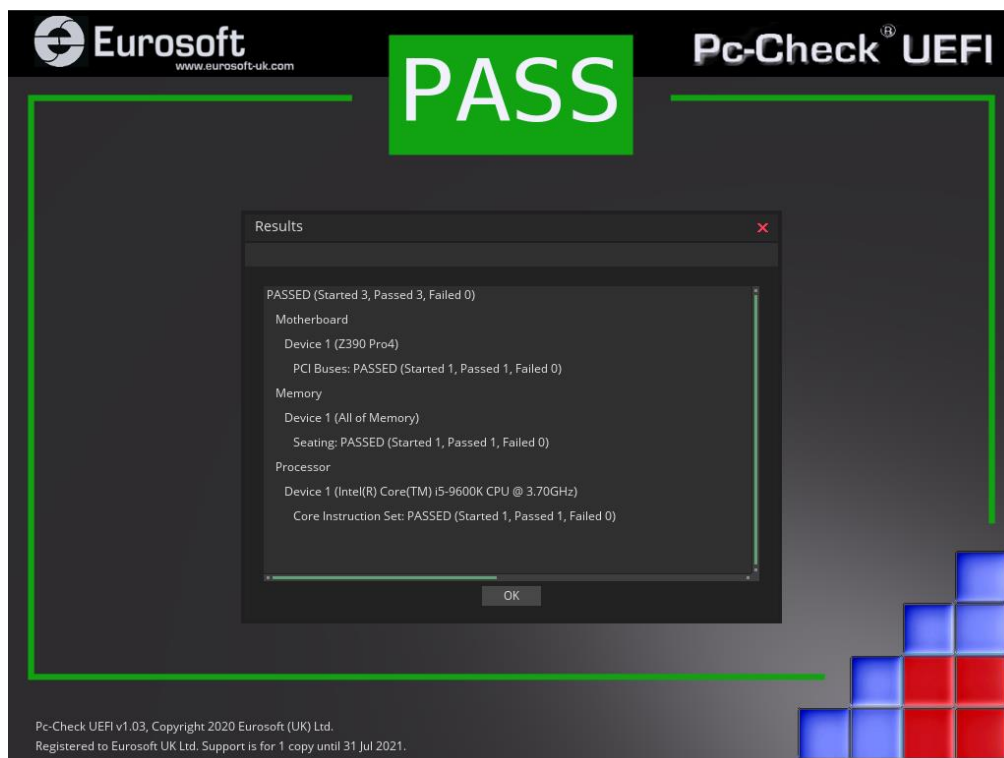 Eurosoft
www.eurosoft-uk.com
PASS
Pc-Check® UEFI
Results
PASSED (Started 3, Passed 3, Failed 0)
Motherboard
Device 1 (Z390 Pro4)
PCI Buses: PASSED (Started 1, Passed 1, Failed 0)
Memory
Device 1 (All of Memory)
Seating: PASSED (Started 1, Passed 1, Failed 0)
Processor
Device 1 (Intel(R) Core(TM) i5-9600K CPU @ 3.70GHz)
Core Instruction Set: PASSED (Started 1, Passed 1, Failed 0)
OK
Pc-Check UEFI v1.03, Copyright 2020 Eurosoft (UK) Ltd.
Registered to Eurosoft UK Ltd. Support is for 1 copy until 31 Jul 2021.